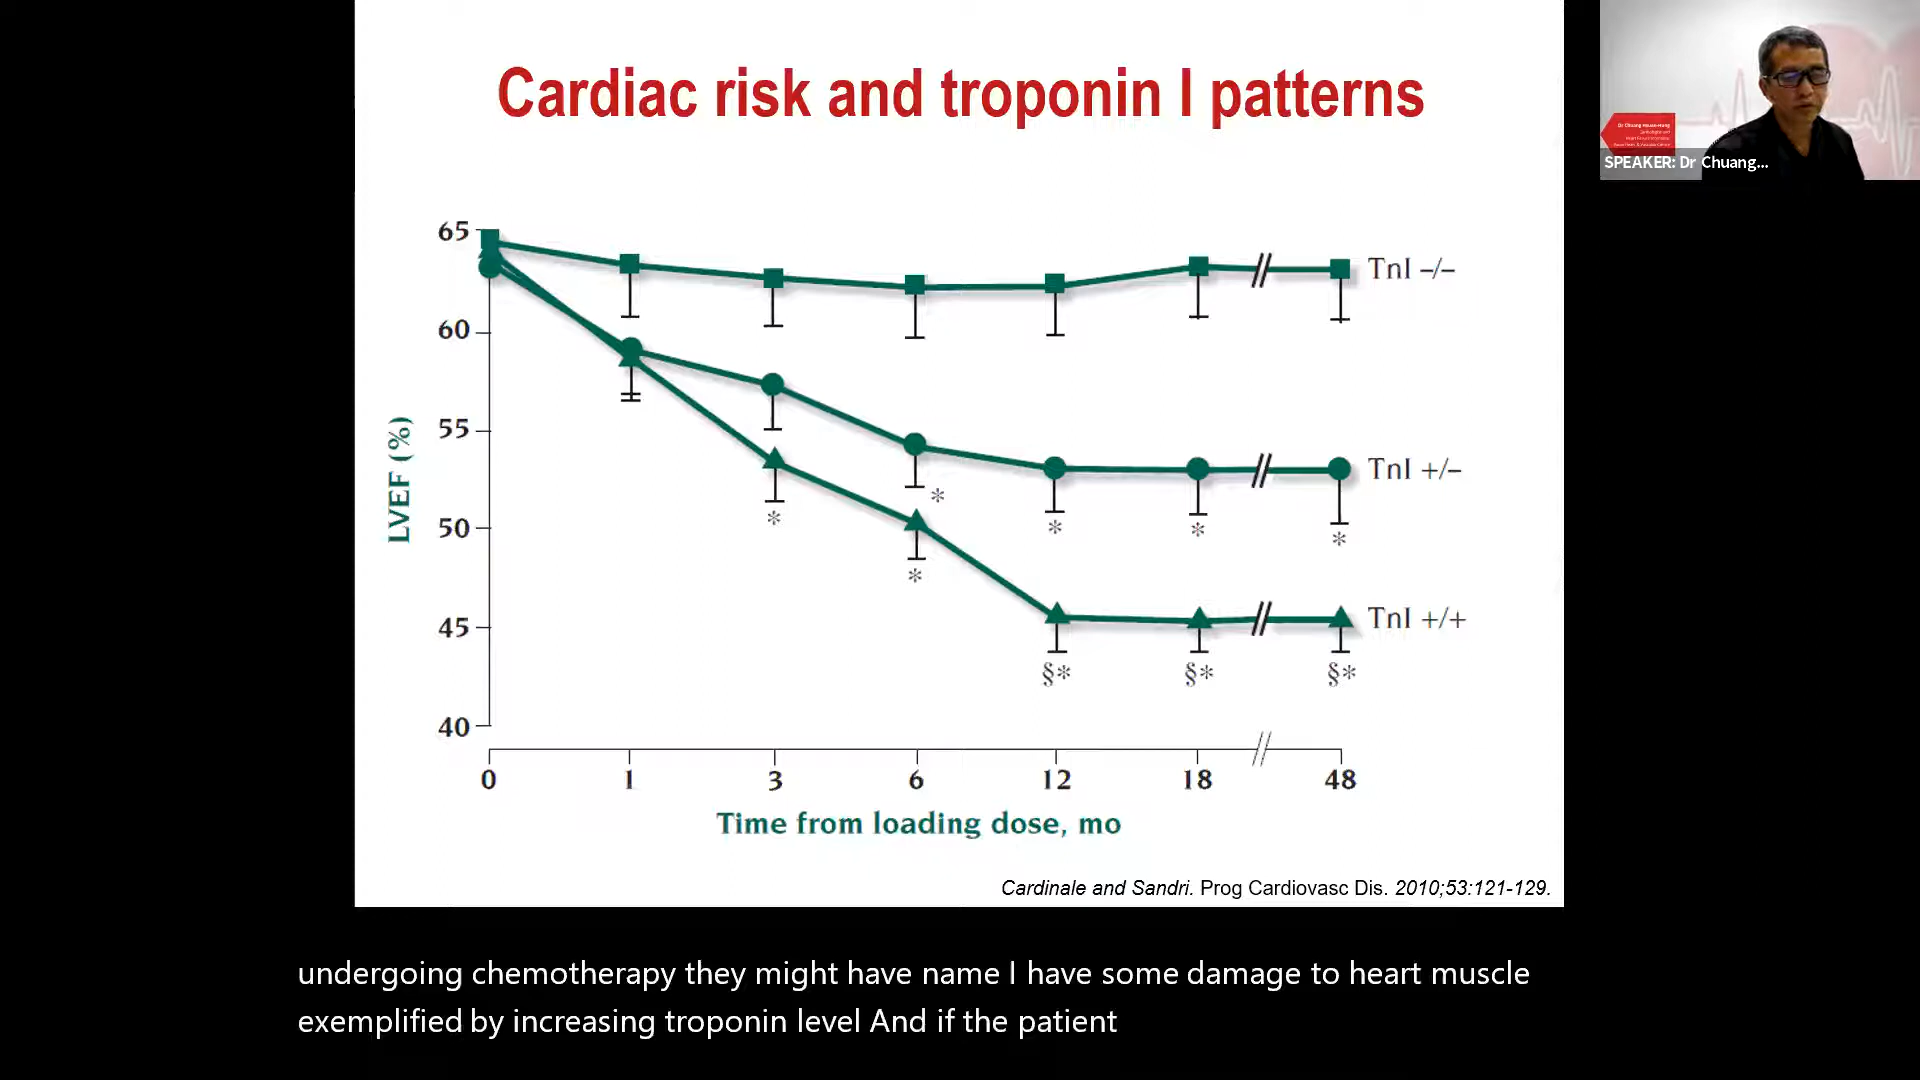 Cardiac risk and troponin I patterns
65
60
55
50
45
40
LVEF (%)
TnI –/–
TnI +/–
TnI +/+
*
*
*
*
*
*
§*
§*
§*
0 1 3 6 12 18 48
Time from loading dose, mo
Cardinale and Sandri. Prog Cardiovasc Dis. 2010;53:121-129.
SPEAKER: Dr Chuang...
undergoing chemotherapy they might have name I have some damage to heart muscle
exemplified by increasing troponin level And if the patient